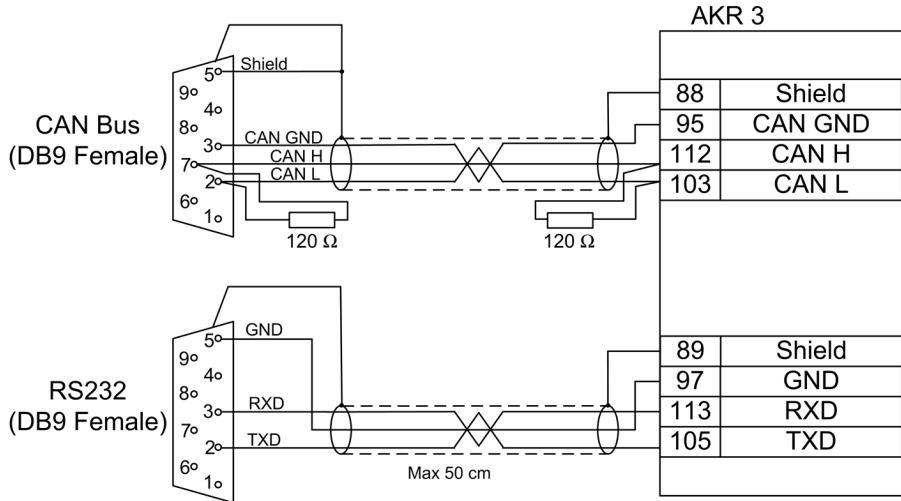 AKR 3
CAN Bus
(DB9 Female)
5
9
4
8
3
7
2
6
1
Shield
CAN GND
CAN H
CAN L
120 Ω
120 Ω
88 Shield
95 CAN GND
112 CAN H
103 CAN L
RS232
(DB9 Female)
5
9
4
8
3
7
2
6
1
GND
RXD
TXD
Max 50 cm
89 Shield
97 GND
113 RXD
105 TXD